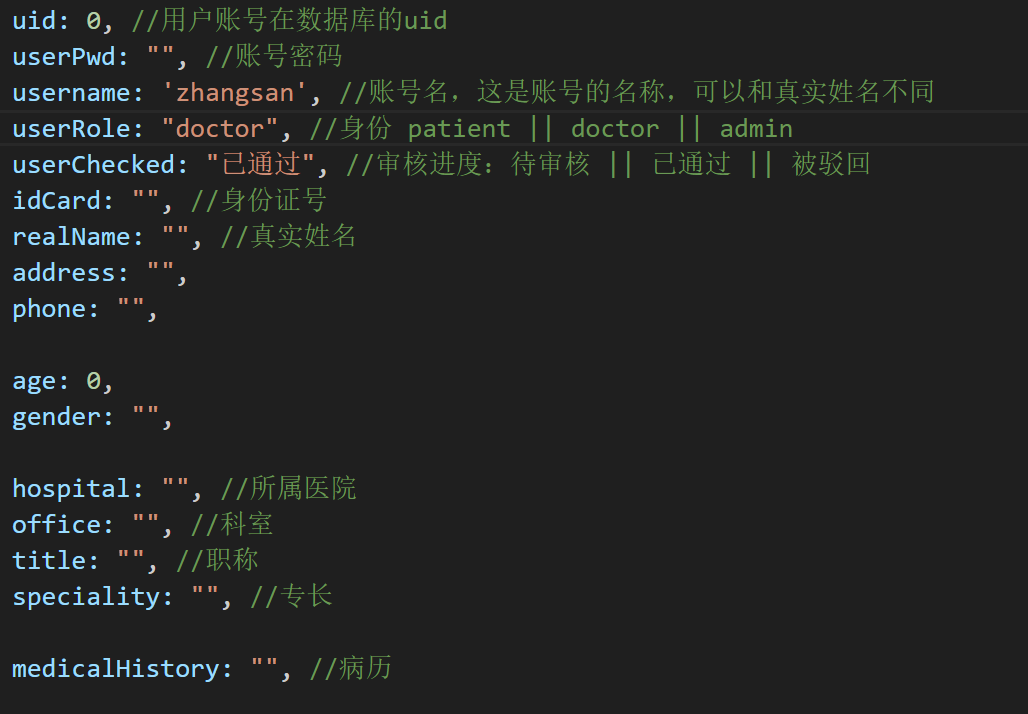 uid: 0, //用户账号在数据库的uid
userPwd: "", //账号密码
username: 'zhangsan', //账号名，这是账号的名称，可以和真实姓名不同
userRole: "doctor", //身份 patient || doctor || admin
userChecked: "已通过", //审核进度：待审核 || 已通过 || 被驳回
idCard: "", //身份证号
realName: "", //真实姓名
address: "",
phone: "",
age: 0,
gender: "",
hospital: "", //所属医院
office: "", //科室
title: "", //职称
speciality: "", //专长
medicalHistory: "", //病历